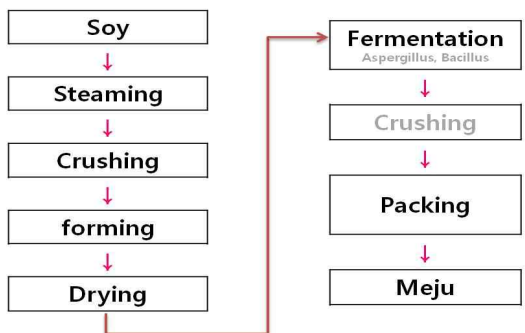 Soy
Steaming
Crushing
forming
Drying
Fermentation
Aspergillus, Bacillus
Crushing
Packing
Meju